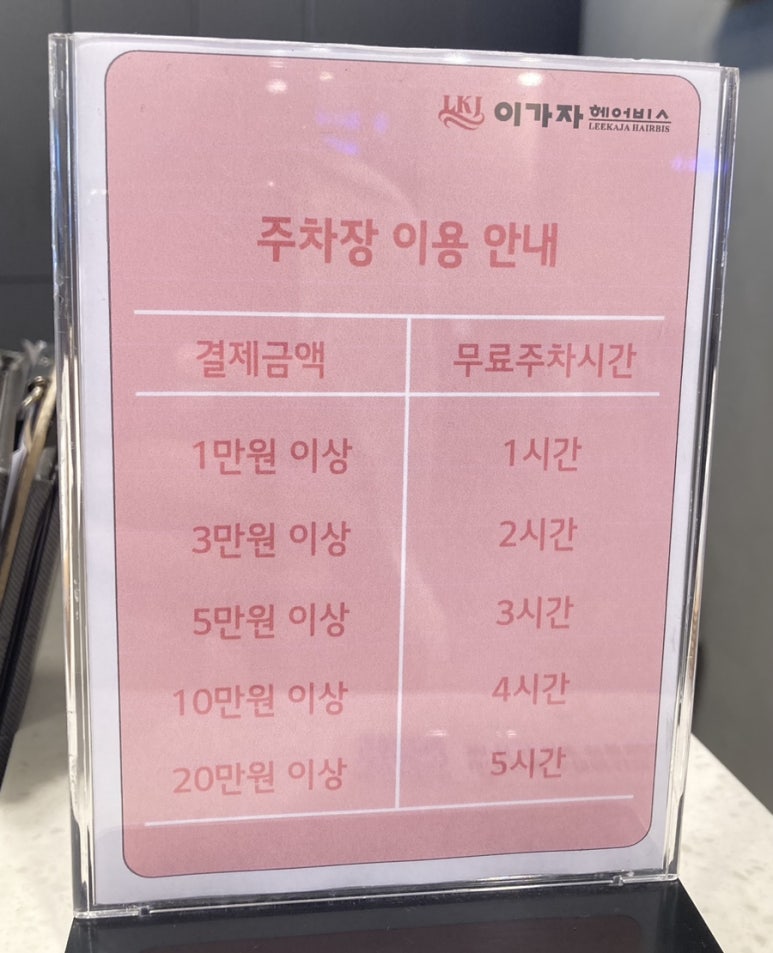 LKJ 이가자 헤어비스
LEEKAJA HAIRBIS
주차장 이용 안내
결제금액 무료주차시간
1만원 이상 1시간
3만원 이상 2시간
5만원 이상 3시간
10만원 이상 4시간
20만원 이상 5시간